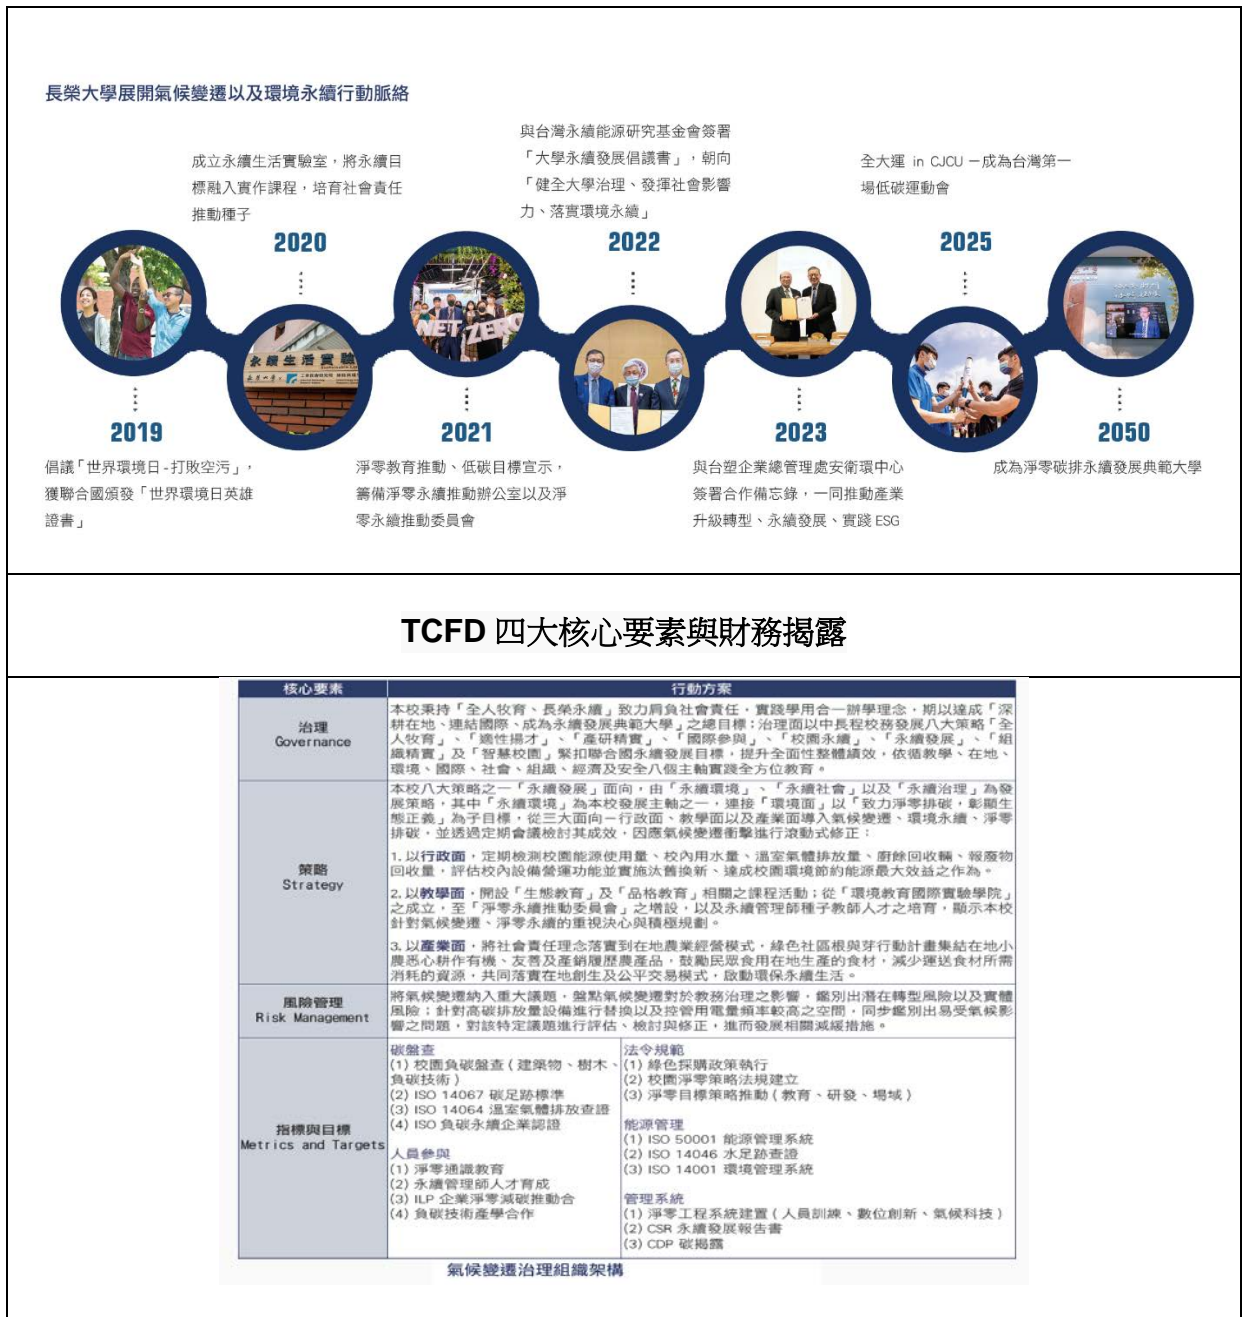 長榮大學展開氣候變遷以及環境永續行動脈絡
成立永續生活實驗室，將永續目
標融入實作課程，培育社會責任
推動種子
2020
與台灣永續能源研究基金會簽署
「大學永續發展倡議書」，朝向
「健全大學治理、發揮社會影響
力、落實環境永續」
2022
全大運 in CJCU －成為台灣第一
場低碳運動會
2025
NET ZERO
永續生活實驗
2019
倡議「世界環境日-打敗空污」，
獲聯合國頒發「世界環境日英雄
證書」
2021
淨零教育推動、低碳目標宣示，
籌備淨零永續推動辦公室以及淨
零永續推動委員會
2023
與台塑企業總管理處安衛環中心
簽署合作備忘錄，一同推動產業
升級轉型、永續發展、實踐 ESG
2050
成為淨零碳排永續發展典範大學
TCFD 四大核心要素與財務揭露
核心要素 行動方案
治理
Governance
本校秉持「全人牧育、長榮永續」致力肩負社會責任，實踐學用合一辦學理念，期以達成「深
耕在地、連結國際、成為永續發展典範大學」之總目標；治理面以中長程校務發展八大策略「全
人牧育」、「適性揚才」、「產研精實」、「國際參與」、「校園永續」、「永續發展」、「組
織精實」及「智慧校園」緊扣聯合國永續發展目標，提升全面性整體績效，依循教學、在地、
環境、國際、社會、組織、經濟及安全八個主軸實踐全方位教育。
策略
Strategy
本校八大策略之一「永續發展」面向，由「永續環境」、「永續社會」以及「永續治理」為發
展策略，其中「永續環境」為本校發展主軸之一，連接「環境面」以「致力淨零排碳，彰顯生
態正義」為子目標，從三大面向－行政面、教學面以及產業面導入氣候變遷、環境永續、淨零
排碳，並透過定期會議檢討其成效，因應氣候變遷衝擊進行滾動式修正：
1. 以行政面，定期檢測校園能源使用量、校內用水量、溫室氣體排放量、廚餘回收輛、報廢物
回收量，評估校內設備營運功能並實施汰舊換新、達成校園環境節約能源最大效益之作為。
2. 以教學面，開設「生態教育」及「品格教育」相關之課程活動；從「環境教育國際實驗學院」
之成立，至「淨零永續推動委員會」之增設，以及永續管理師種子教師人才之培育，顯示本校
針對氣候變遷、淨零永續的重視決心與積極規劃。
3. 以產業面，將社會責任理念落實到在地農業經營模式，綠色社區根與芽行動計畫集結在地小
農悉心耕作有機、友善及產銷履歷農產品，鼓勵民眾食用在地生產的食材，減少運送食材所需
消耗的資源，共同落實在地創生及公平交易模式，啟動環保永續生活。
風險管理
Risk Management
將氣候變遷納入重大議題，盤點氣候變遷對於教務治理之影響，鑑別出潛在轉型風險以及實體
風險；針對高碳排放量設備進行替換以及控管用電量頻率較高之空間，同步鑑別出易受氣候影
響之問題，對該特定議題進行評估、檢討與修正，進而發展相關減緩措施。
指標與目標
Metrics and Targets
碳盤查
(1) 校園負碳盤查（建築物、樹木、
負碳技術）
(2) ISO 14067 碳足跡標準
(3) ISO 14064 溫室氣體排放查證
(4) ISO 負碳永續企業認證
人員參與
(1) 淨零通識教育
(2) 永續管理師人才育成
(3) ILP 企業淨零減碳推動合
(4) 負碳技術產學合作
法令規範
(1) 綠色採購政策執行
(2) 校園淨零策略法規建立
(3) 淨零目標策略推動（教育、研發、場域）
能源管理
(1) ISO 50001 能源管理系統
(2) ISO 14046 水足跡查證
(3) ISO 14001 環境管理系統
管理系統
(1) 淨零工程系統建置（人員訓練、數位創新、氣候科技）
(2) CSR 永續發展報告書
(3) CDP 碳揭露
氣候變遷治理組織架構